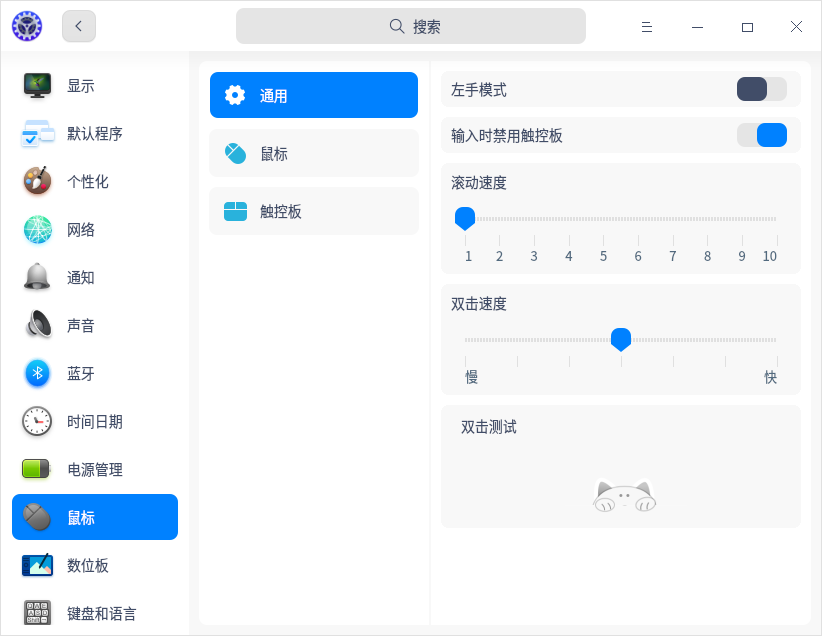 搜索
显示
默认程序
个性化
网络
通知
声音
蓝牙
时间日期
电源管理
鼠标
数位板
键盘和语言
通用
鼠标
触控板
左手模式
输入时禁用触控板
滚动速度
1 2 3 4 5 6 7 8 9 10
双击速度
慢 快
双击测试